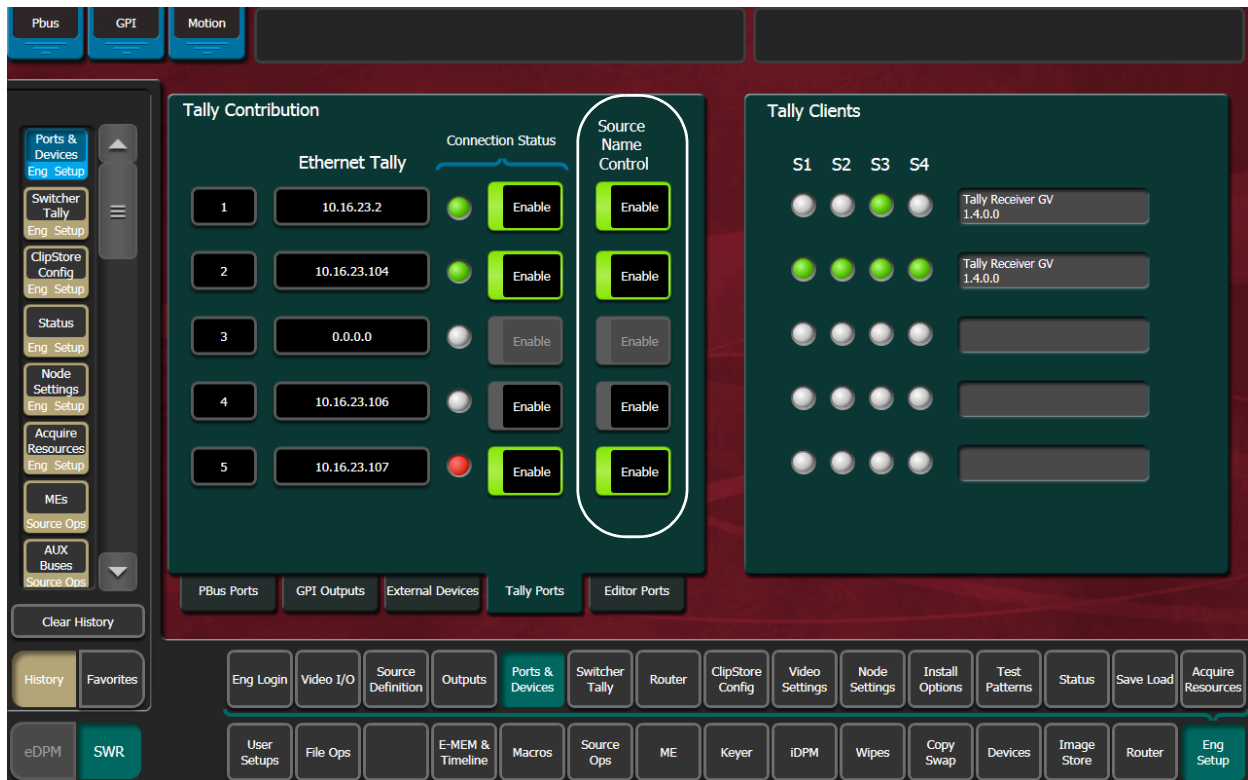 Pbus
GPI
Motion
Ports &
Devices
Eng Setup
Switcher
Tally
Eng Setup
ClipStore
Config
Eng Setup
Status
Eng Setup
Node
Settings
Eng Setup
Acquire
Resources
Eng Setup
MEs
Source Ops
AUX
Buses
Source Ops
Clear History
History
Favorites
eDPM
SWR
Tally Contribution
Ethernet Tally
Connection Status
Source
Name
Control
1
10.16.23.2
Enable
Enable
2
10.16.23.104
Enable
Enable
3
0.0.0.0
Enable
Enable
4
10.16.23.106
Enable
Enable
5
10.16.23.107
Enable
Enable
PBus Ports
GPI Outputs
External Devices
Tally Ports
Editor Ports
Tally Clients
S1 S2 S3 S4
Tally Receiver GV
1.4.0.0
Tally Receiver GV
1.4.0.0
Eng Login
Video I/O
Source
Definition
Outputs
Ports &
Devices
Switcher
Tally
Router
ClipStore
Config
Video
Settings
Node
Settings
Install
Options
Test
Patterns
Status
Save Load
Acquire
Resources
User
Setups
File Ops
E-MEM &
Timeline
Macros
Source
Ops
ME
Keyer
iDPM
Wipes
Copy
Swap
Devices
Image
Store
Router
Eng
Setup